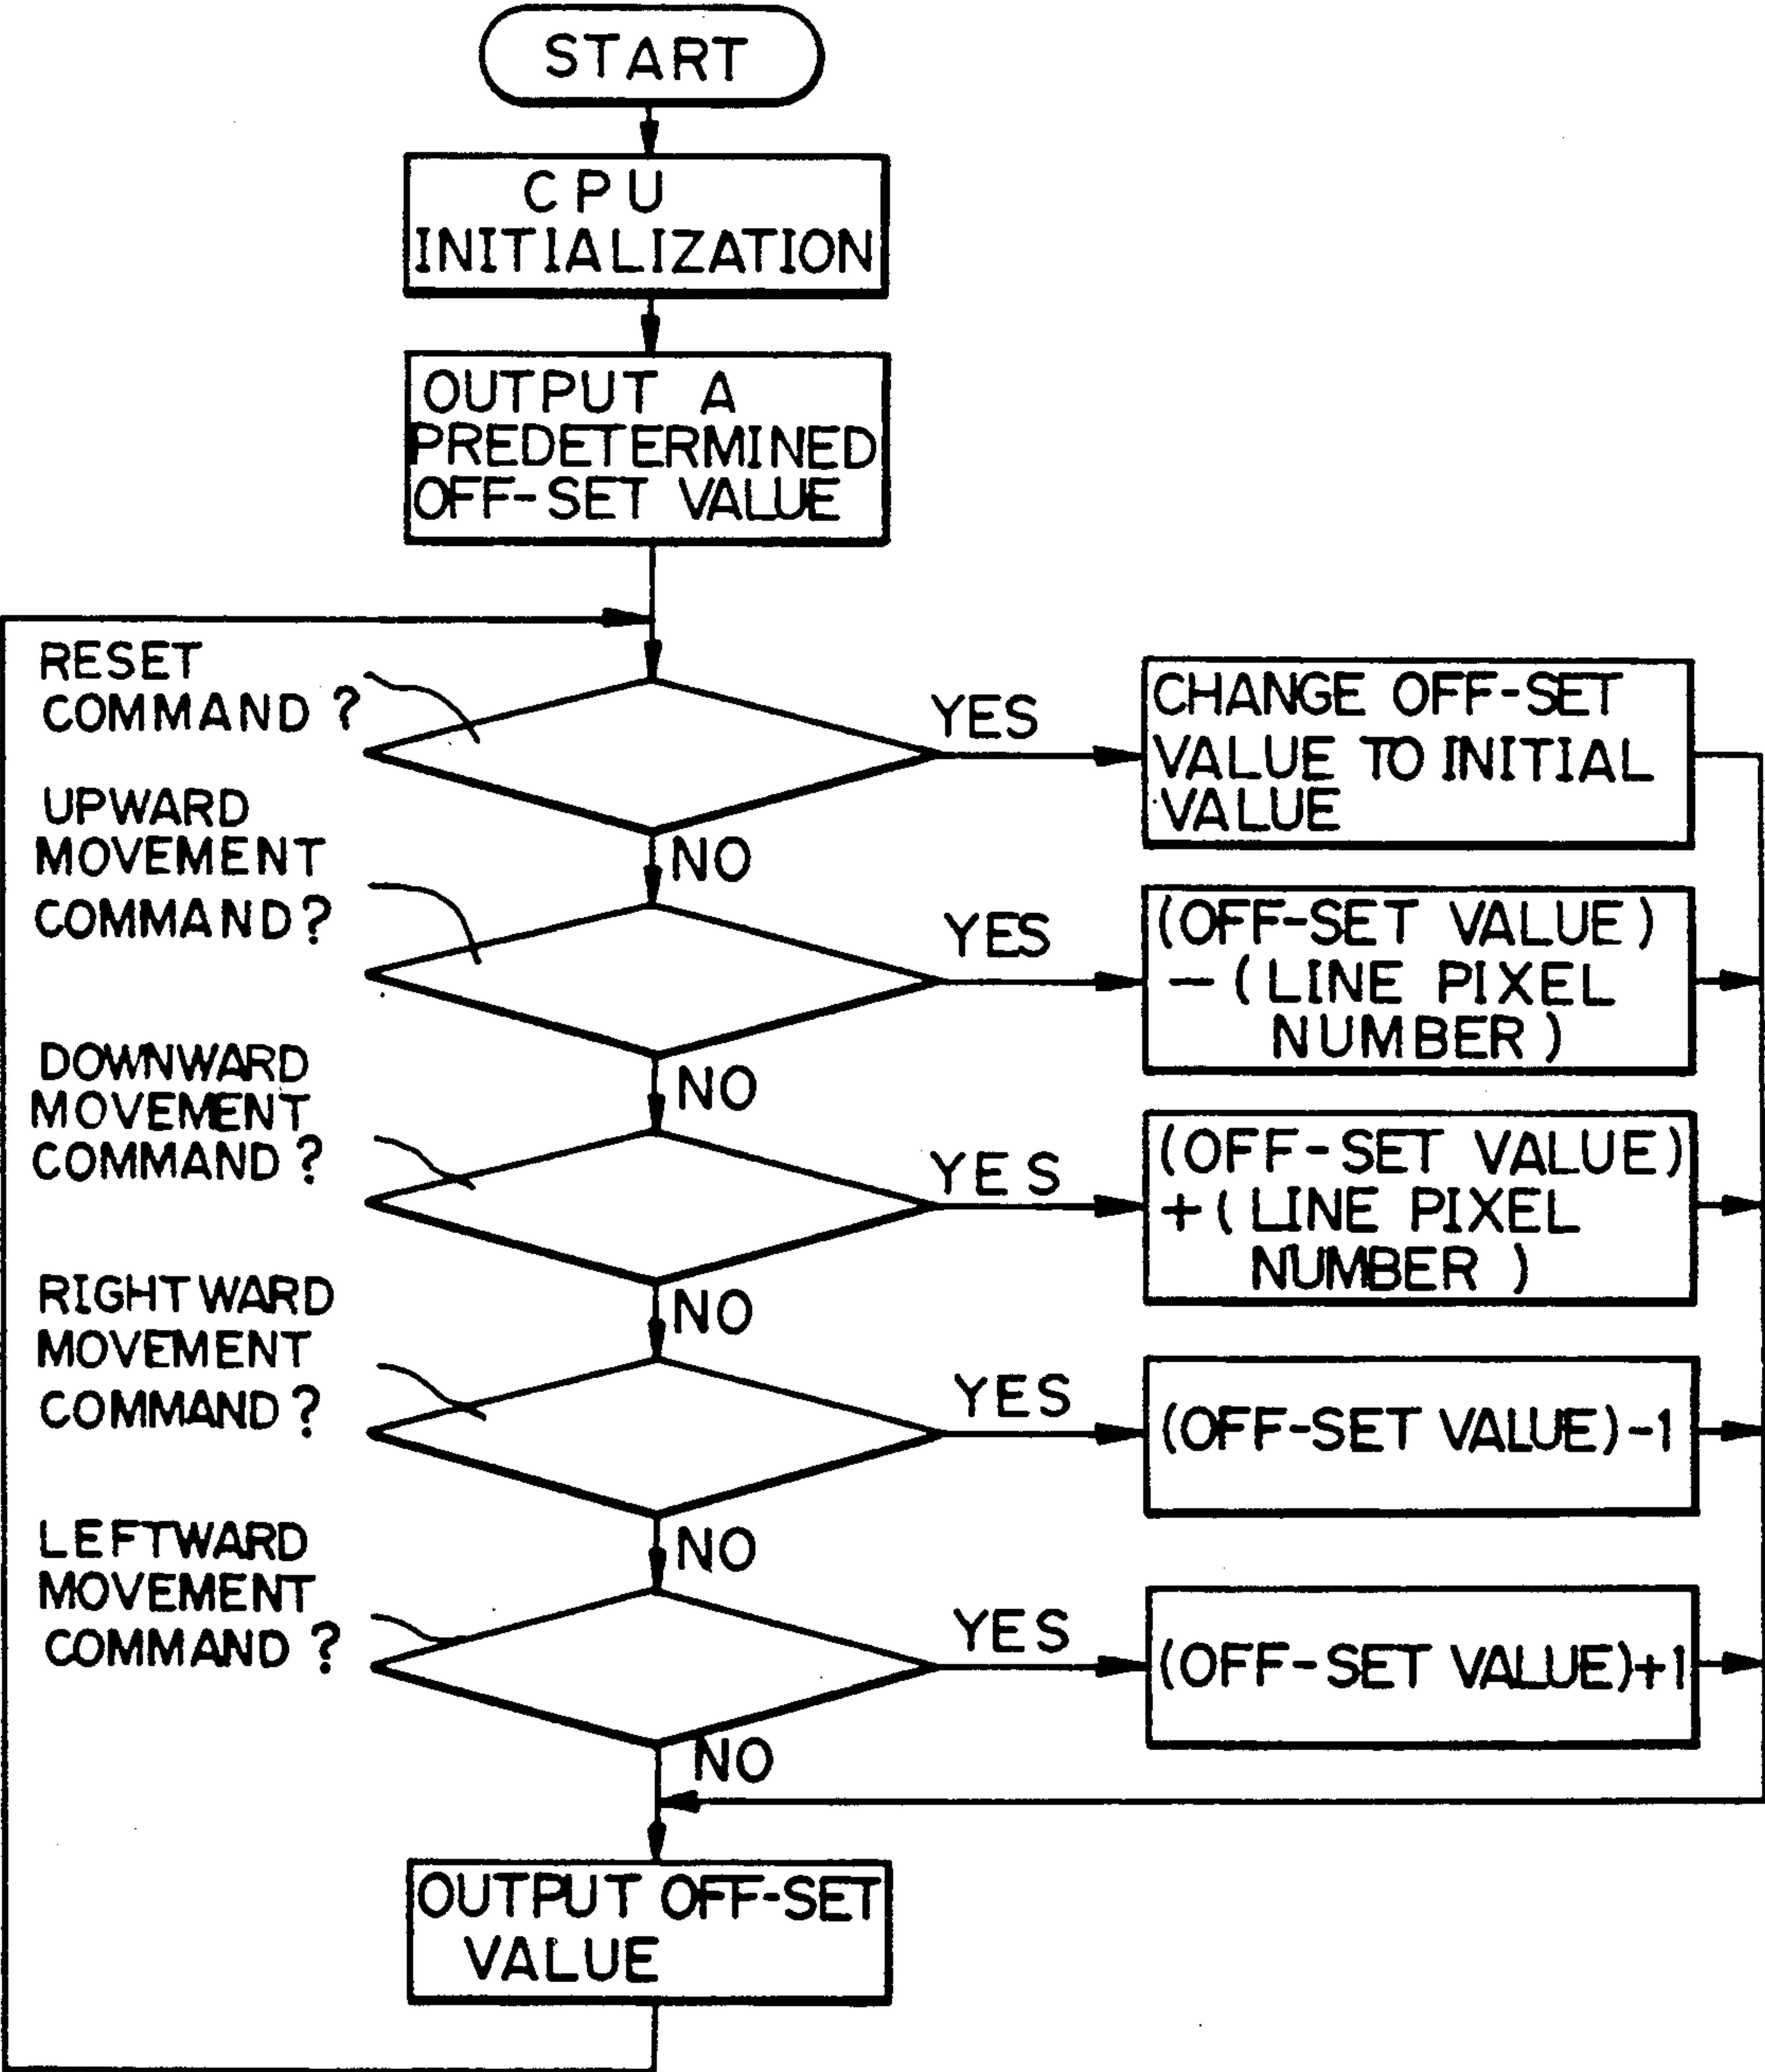 START
CPU
INITIALIZATION
OUTPUT A
PREDETERMINED
OFF-SET VALUE
RESET
COMMAND ?
YES
CHANGE OFF-SET
VALUE TO INITIAL
VALUE
NO
UPWARD
MOVEMENT
COMMAND?
YES
(OFF-SET VALUE)
-(LINE PIXEL
NUMBER)
NO
DOWNWARD
MOVEMENT
COMMAND ?
YES
(OFF-SET VALUE)
+(LINE PIXEL
NUMBER)
NO
RIGHTWARD
MOVEMENT
COMMAND ?
YES
(OFF-SET VALUE)-1
NO
LEFTWARD
MOVEMENT
COMMAND ?
YES
(OFF-SET VALUE)+1
NO
OUTPUT OFF-SET
VALUE